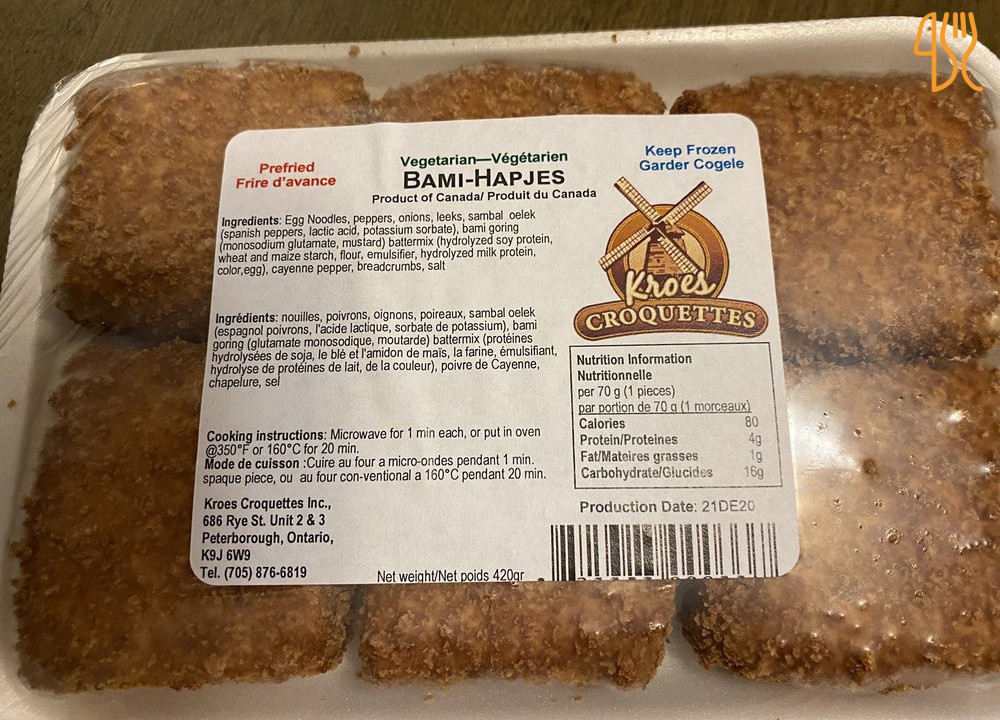 Prefried
Frire d'avance
Vegetarian—Végétarien
BAMI-HAPJES
Product of Canada/ Produit du Canada
Keep Frozen
Garder Cogele
Ingredients: Egg Noodles, peppers, onions, leeks, sambal oelek
(spanish peppers, lactic acid, potassium sorbate), bami goring
(monosodium glutamate, mustard) battermix (hydrolyzed soy protein,
wheat and maize starch, flour, emulsifier, hydrolyzed milk protein,
color,egg), cayenne pepper, breadcrumbs, salt
Ingrédients: nouilles, poivrons, oignons, poireaux, sambal oelek
(espagnol poivrons, l'acide lactique, sorbate de potassium), bami
goring (glutamate monosodique, moutarde) battermix (protéines
hydrolysées de soja, le blé et l'amidon de maïs, la farine, émulsifiant,
hydrolyse de protéines de lait, de la couleur), poivre de Cayenne,
chapelure, sel
Kroes
CROQUETTES
Nutrition Information
Nutritionnelle
per 70 g (1 pieces)
par portion de 70 g (1 morceaux)
Calories 80
Protein/Proteines 4g
Fat/Mateires grasses 1g
Carbohydrate/Glucides 16g
Cooking instructions: Microwave for 1 min each, or put in oven
@350°F or 160°C for 20 min.
Mode de cuisson :Cuire au four a micro-ondes pendant 1 min.
spaque piece, ou au four con-ventional a 160°C pendant 20 min.
Production Date: 21DE20
Kroes Croquettes Inc.,
686 Rye St. Unit 2 & 3
Peterborough, Ontario,
K9J 6W9
Tel. (705) 876-6819
Net weight/Net poids 420gr